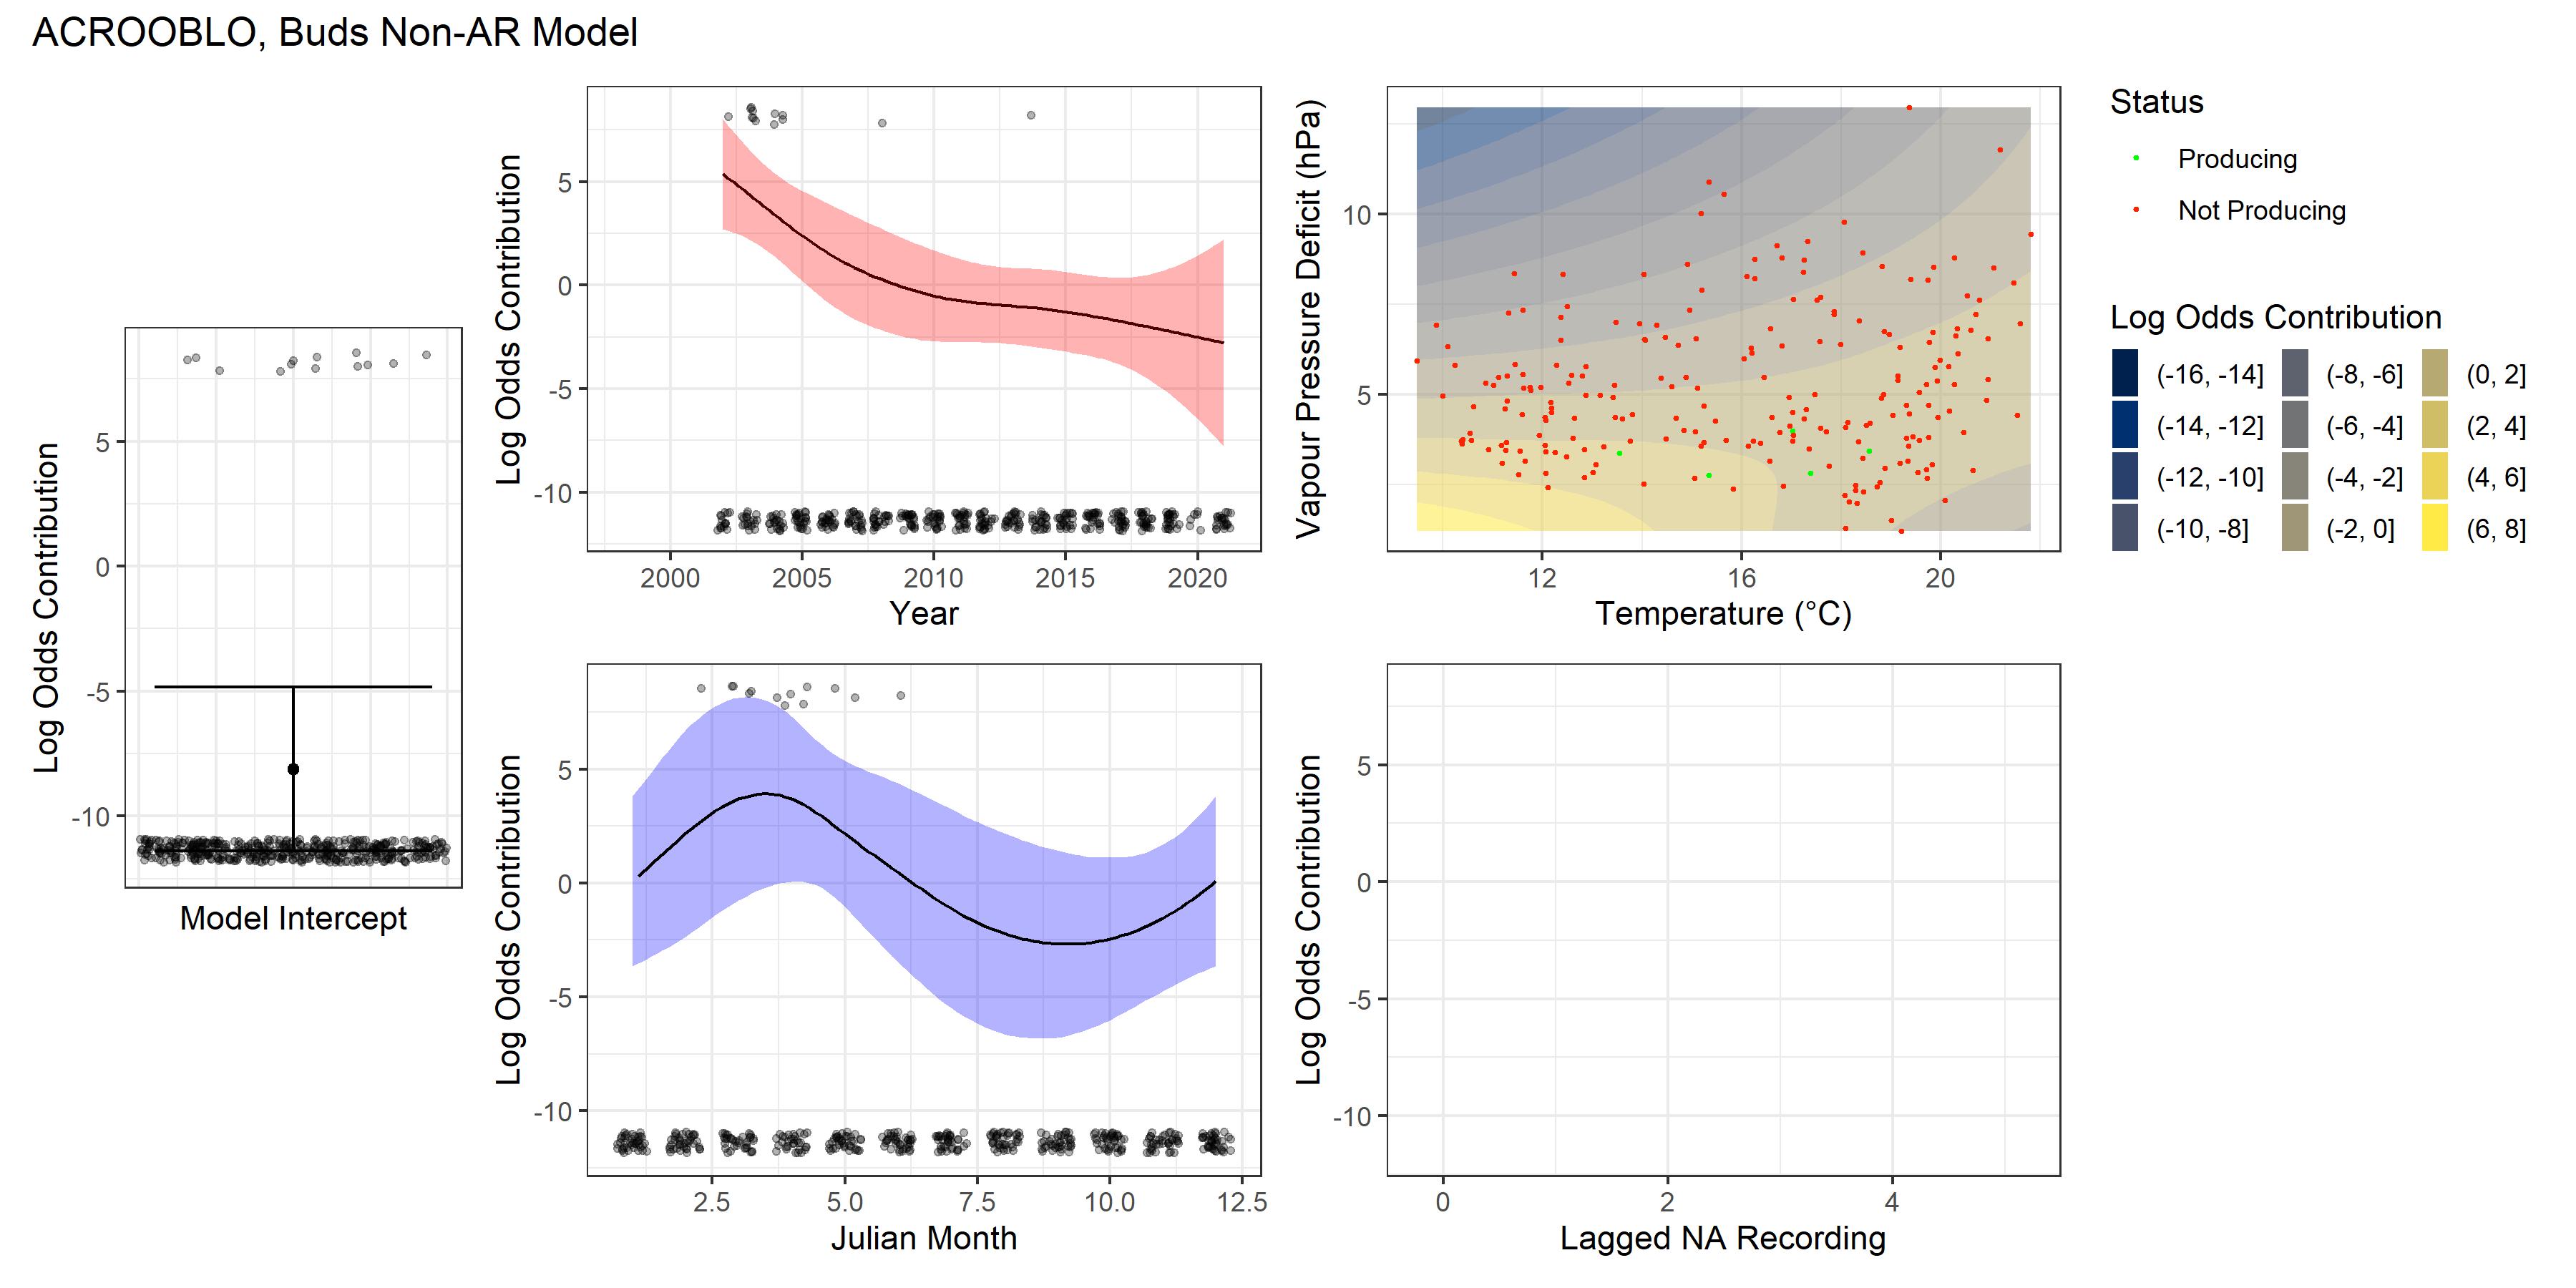 ACROOBLO, Buds Non-AR Model
Log Odds Contribution
5
0
-5
-10
Model Intercept
Log Odds Contribution
5
0
-5
-10
2000 2005 2010 2015 2020
Year
Vapour Pressure Deficit (hPa)
10
5
12 16 20
Temperature (°C)
Status
Producing
Not Producing
Log Odds Contribution
(-16, -14] (-8, -6] (0, 2]
(-14, -12] (-6, -4] (2, 4]
(-12, -10] (-4, -2] (4, 6]
(-10, -8] (-2, 0] (6, 8]
Log Odds Contribution
5
0
-5
-10
2.5 5.0 7.5 10.0 12.5
Julian Month
Log Odds Contribution
5
0
-5
-10
0 2 4
Lagged NA Recording